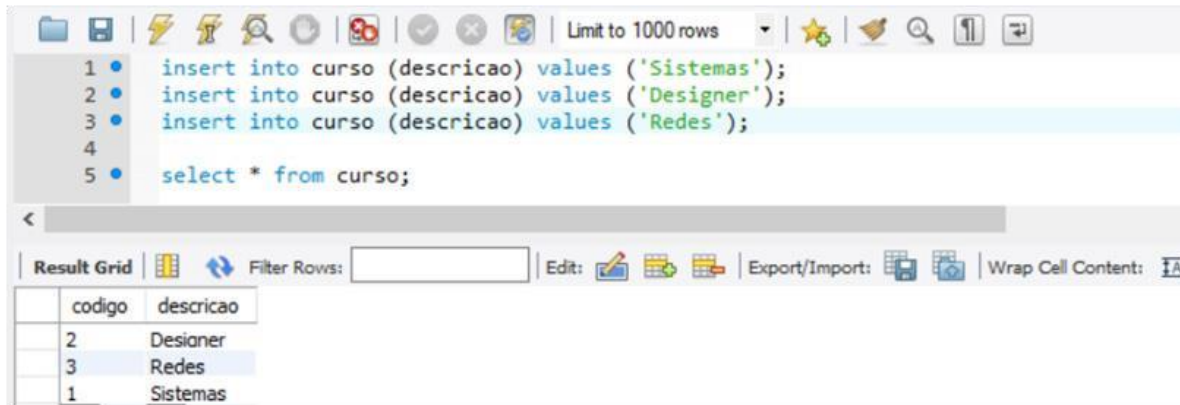 Limit to 1000 rows
1 insert into curso (descricao) values ('Sistemas');
2 insert into curso (descricao) values ('Designer');
3 insert into curso (descricao) values ('Redes');
4
5 select * from curso;
Result Grid Filter Rows: Edit: Export/Import: Wrap Cell Content: IA
codigo descricao
2 Designer
3 Redes
1 Sistemas